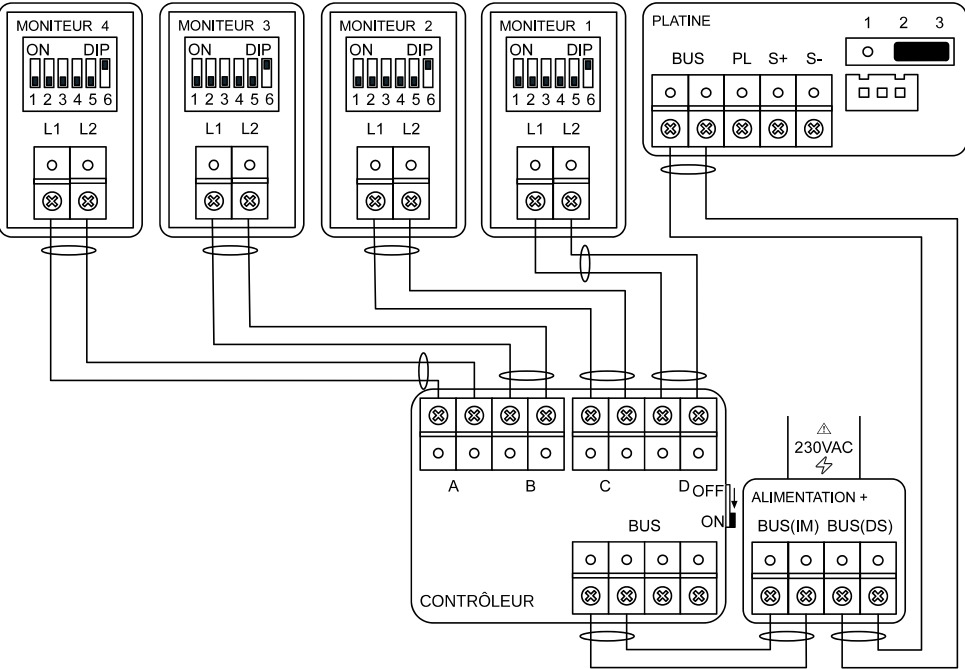 MONITEUR 4
ON DIP
1 2 3 4 5 6
L1 L2
MONITEUR 3
ON DIP
1 2 3 4 5 6
L1 L2
MONITEUR 2
ON DIP
1 2 3 4 5 6
L1 L2
MONITEUR 1
ON DIP
1 2 3 4 5 6
L1 L2
PLATINE
1 2 3
BUS PL S+ S-
A B C D
OFF
ON
BUS
CONTRÔLEUR
230VAC
ALIMENTATION +
BUS(IM) BUS(DS)